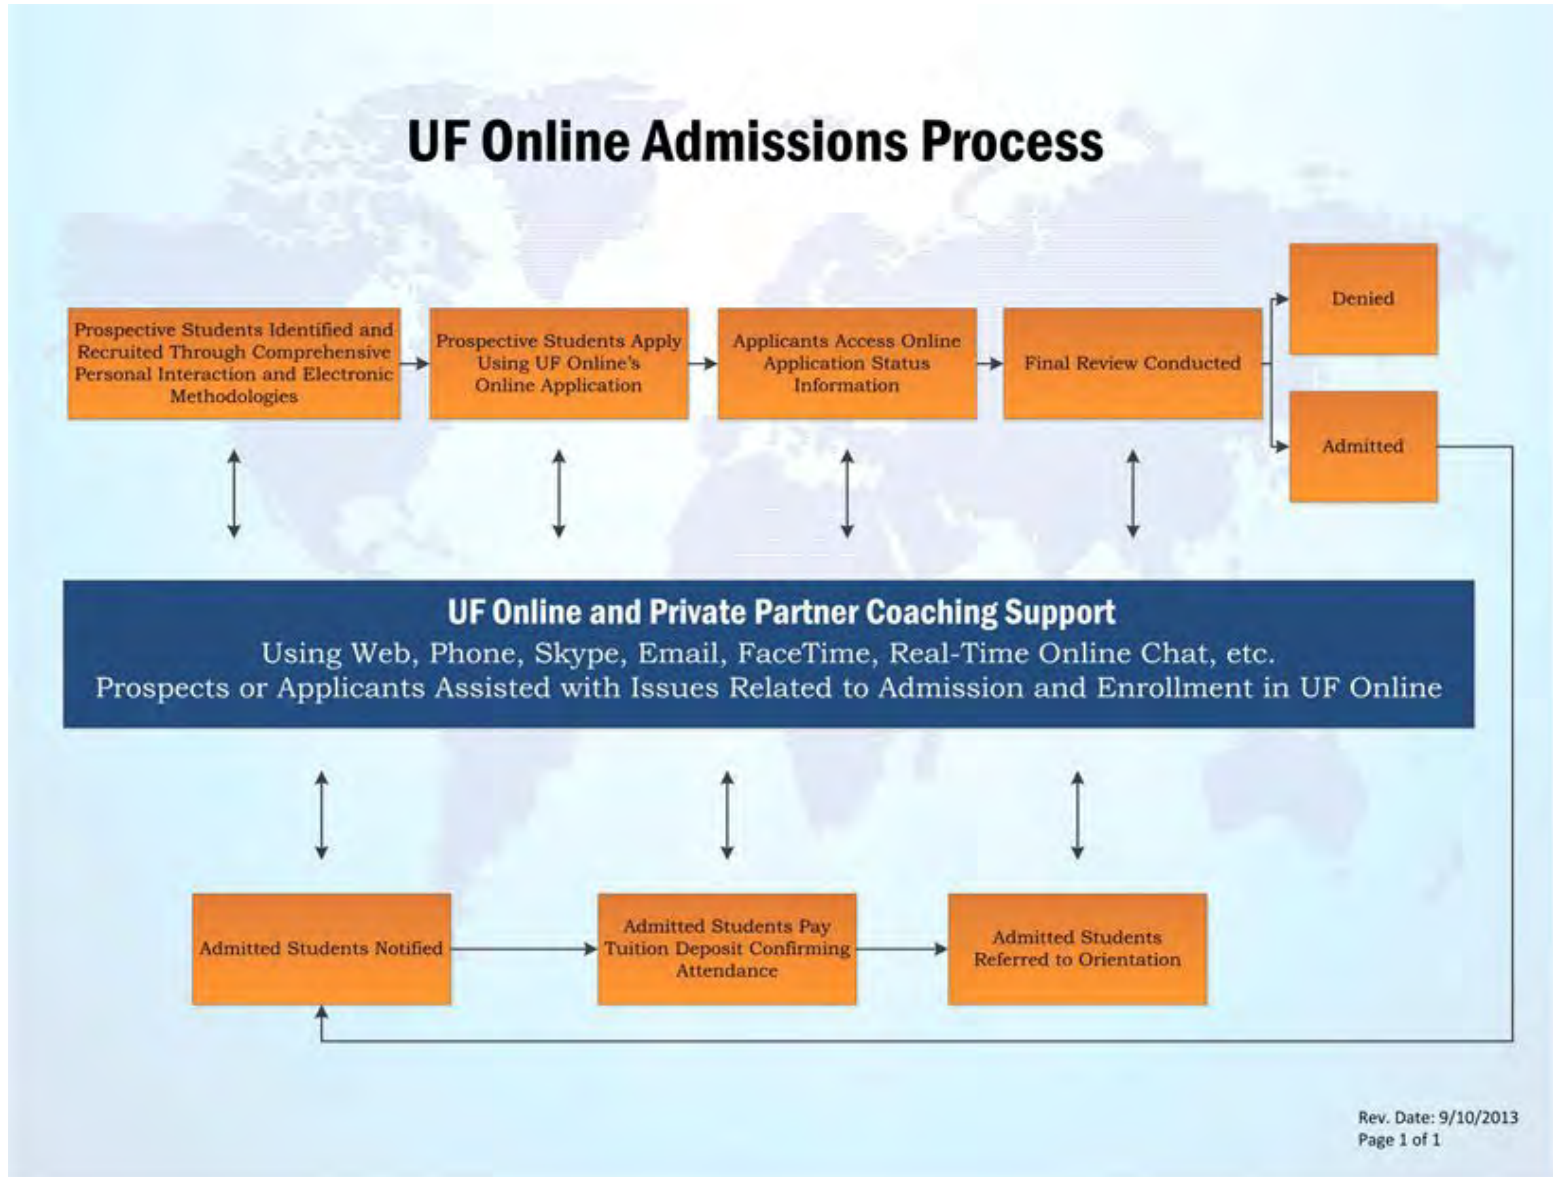 UF Online Admissions Process
Prospective Students Identified and
Recruited Through Comprehensive
Personal Interaction and Electronic
Methodologies
Prospective Students Apply
Using UF Online's
Online Application
Applicants Access Online
Application Status
Information
Final Review Conducted
Denied
Admitted
UF Online and Private Partner Coaching Support
Using Web, Phone, Skype, Email, FaceTime, Real-Time Online Chat, etc.
Prospects or Applicants Assisted with Issues Related to Admission and Enrollment in UF Online
Admitted Students Notified
Admitted Students Pay
Tuition Deposit Confirming
Attendance
Admitted Students
Referred to Orientation
Rev. Date: 9/10/2013
Page 1 of 1